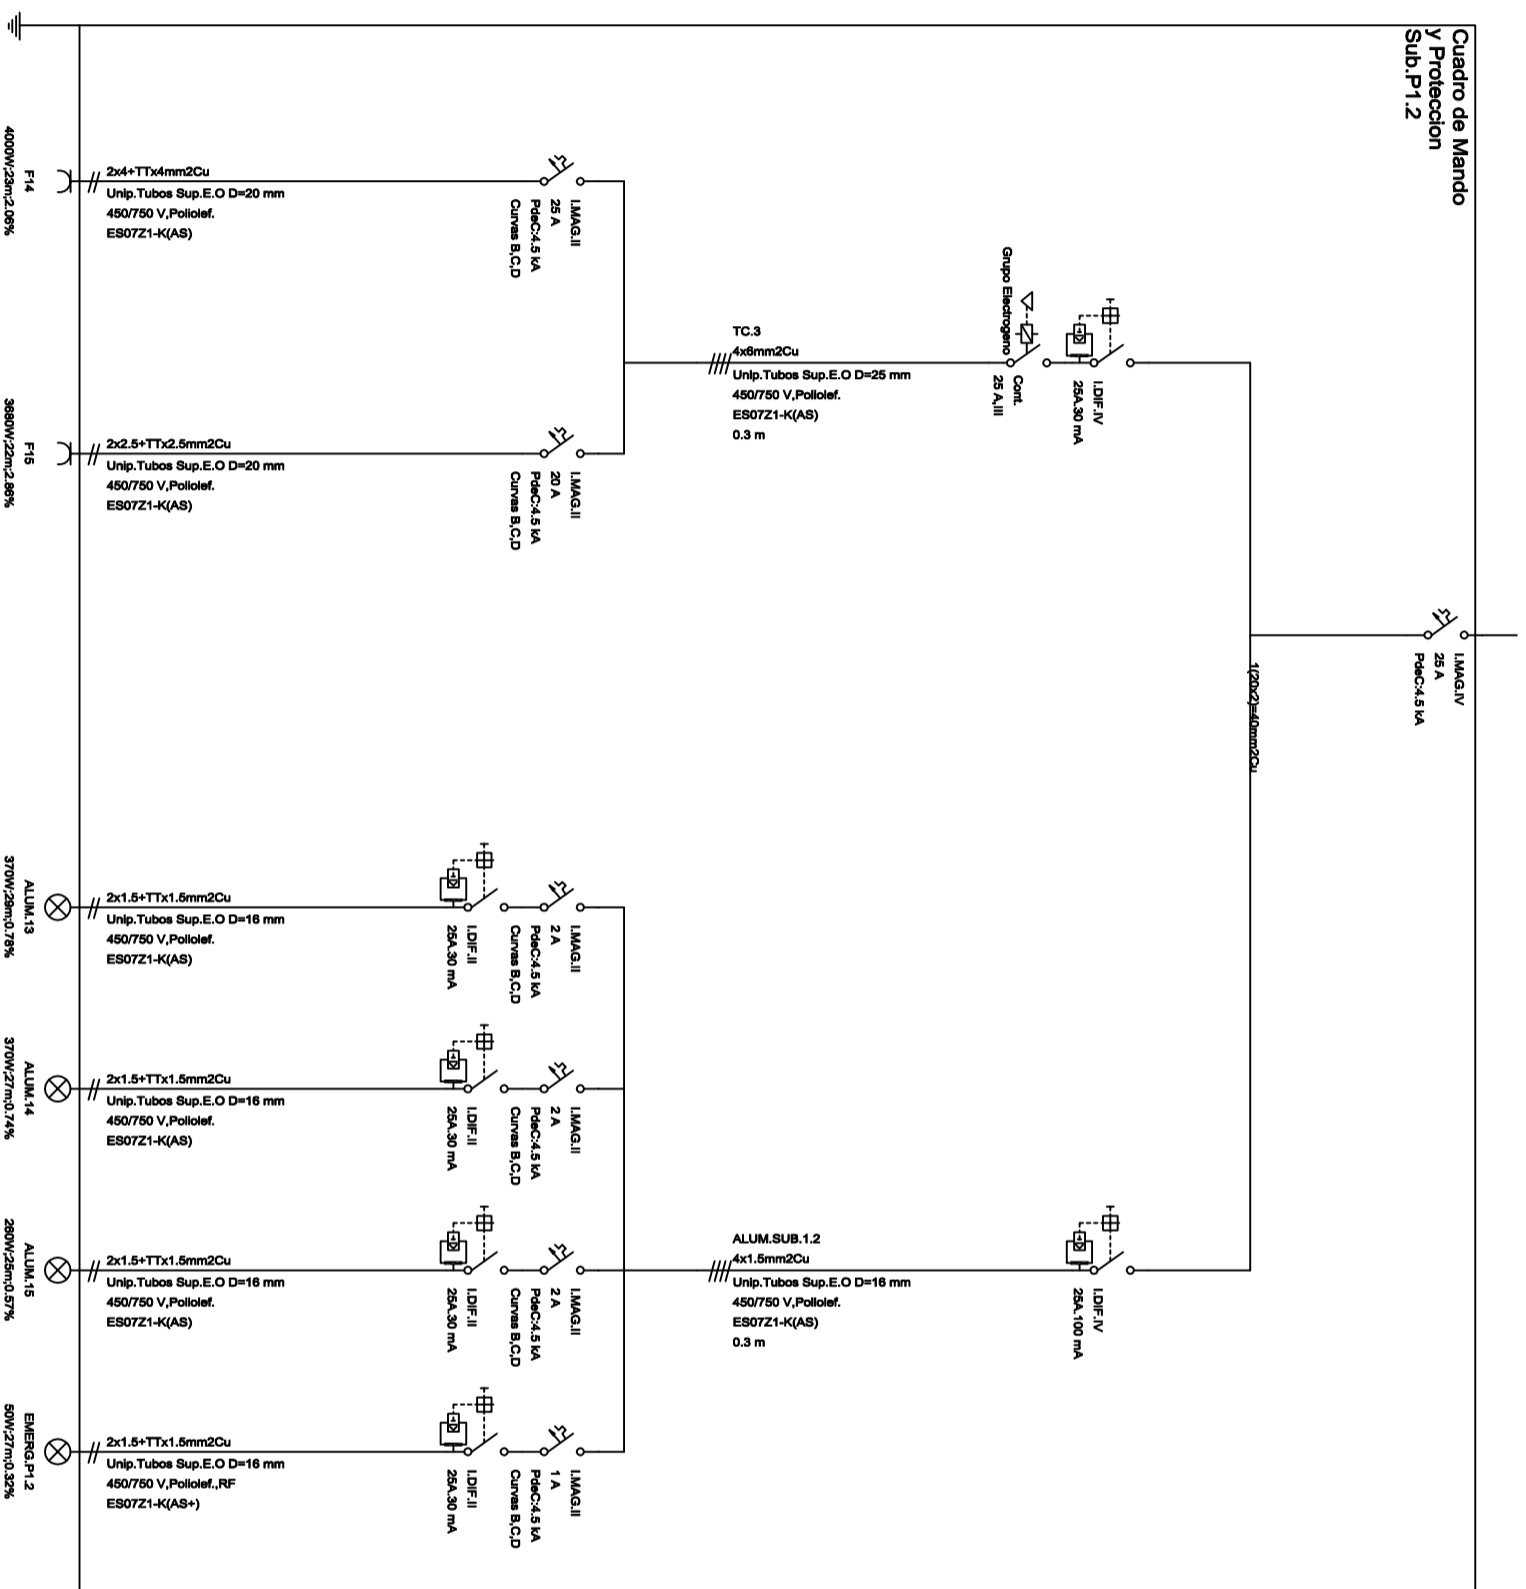 Cuadro de Mando
y Proteccion
Sub.P1.2
I.MAG.IV
25 A
PdeC:4.5 kA
1(20x2)=40mm2Cu
I.DIF.IV
25A.30 mA
Cont.
25 A,III
Grupo Electrogeno
TC.3
4x6mm2Cu
Unip.Tubos Sup.E.O D=25 mm
450/750 V,Poliolef.
ES07Z1-K(AS)
0.3 m
I.MAG.II
25 A
PdeC:4.5 kA
Curvas B,C,D
2x4+TTx4mm2Cu
Unip.Tubos Sup.E.O D=20 mm
450/750 V,Poliolef.
ES07Z1-K(AS)
F14
4000W;23m;2.06%
I.MAG.II
20 A
PdeC:4.5 kA
Curvas B,C,D
2x2.5+TTx2.5mm2Cu
Unip.Tubos Sup.E.O D=20 mm
450/750 V,Poliolef.
ES07Z1-K(AS)
F15
3680W;22m;2.86%
I.DIF.IV
25A.100 mA
ALUM.SUB.1.2
4x1.5mm2Cu
Unip.Tubos Sup.E.O D=16 mm
450/750 V,Poliolef.
ES07Z1-K(AS)
0.3 m
I.MAG.II
2 A
PdeC:4.5 kA
Curvas B,C,D
I.DIF.II
25A.30 mA
2x1.5+TTx1.5mm2Cu
Unip.Tubos Sup.E.O D=16 mm
450/750 V,Poliolef.
ES07Z1-K(AS)
ALUM.13
370W;29m;0.78%
I.MAG.II
2 A
PdeC:4.5 kA
Curvas B,C,D
I.DIF.II
25A.30 mA
2x1.5+TTx1.5mm2Cu
Unip.Tubos Sup.E.O D=16 mm
450/750 V,Poliolef.
ES07Z1-K(AS)
ALUM.14
370W;27m;0.74%
I.MAG.II
2 A
PdeC:4.5 kA
Curvas B,C,D
I.DIF.II
25A.30 mA
2x1.5+TTx1.5mm2Cu
Unip.Tubos Sup.E.O D=16 mm
450/750 V,Poliolef.
ES07Z1-K(AS)
ALUM.15
260W;25m;0.57%
I.MAG.II
1 A
PdeC:4.5 kA
Curvas B,C,D
I.DIF.II
25A.30 mA
2x1.5+TTx1.5mm2Cu
Unip.Tubos Sup.E.O D=16 mm
450/750 V,Poliolef.,RF
ES07Z1-K(AS+)
EMERG.P1.2
50W;27m;0.32%